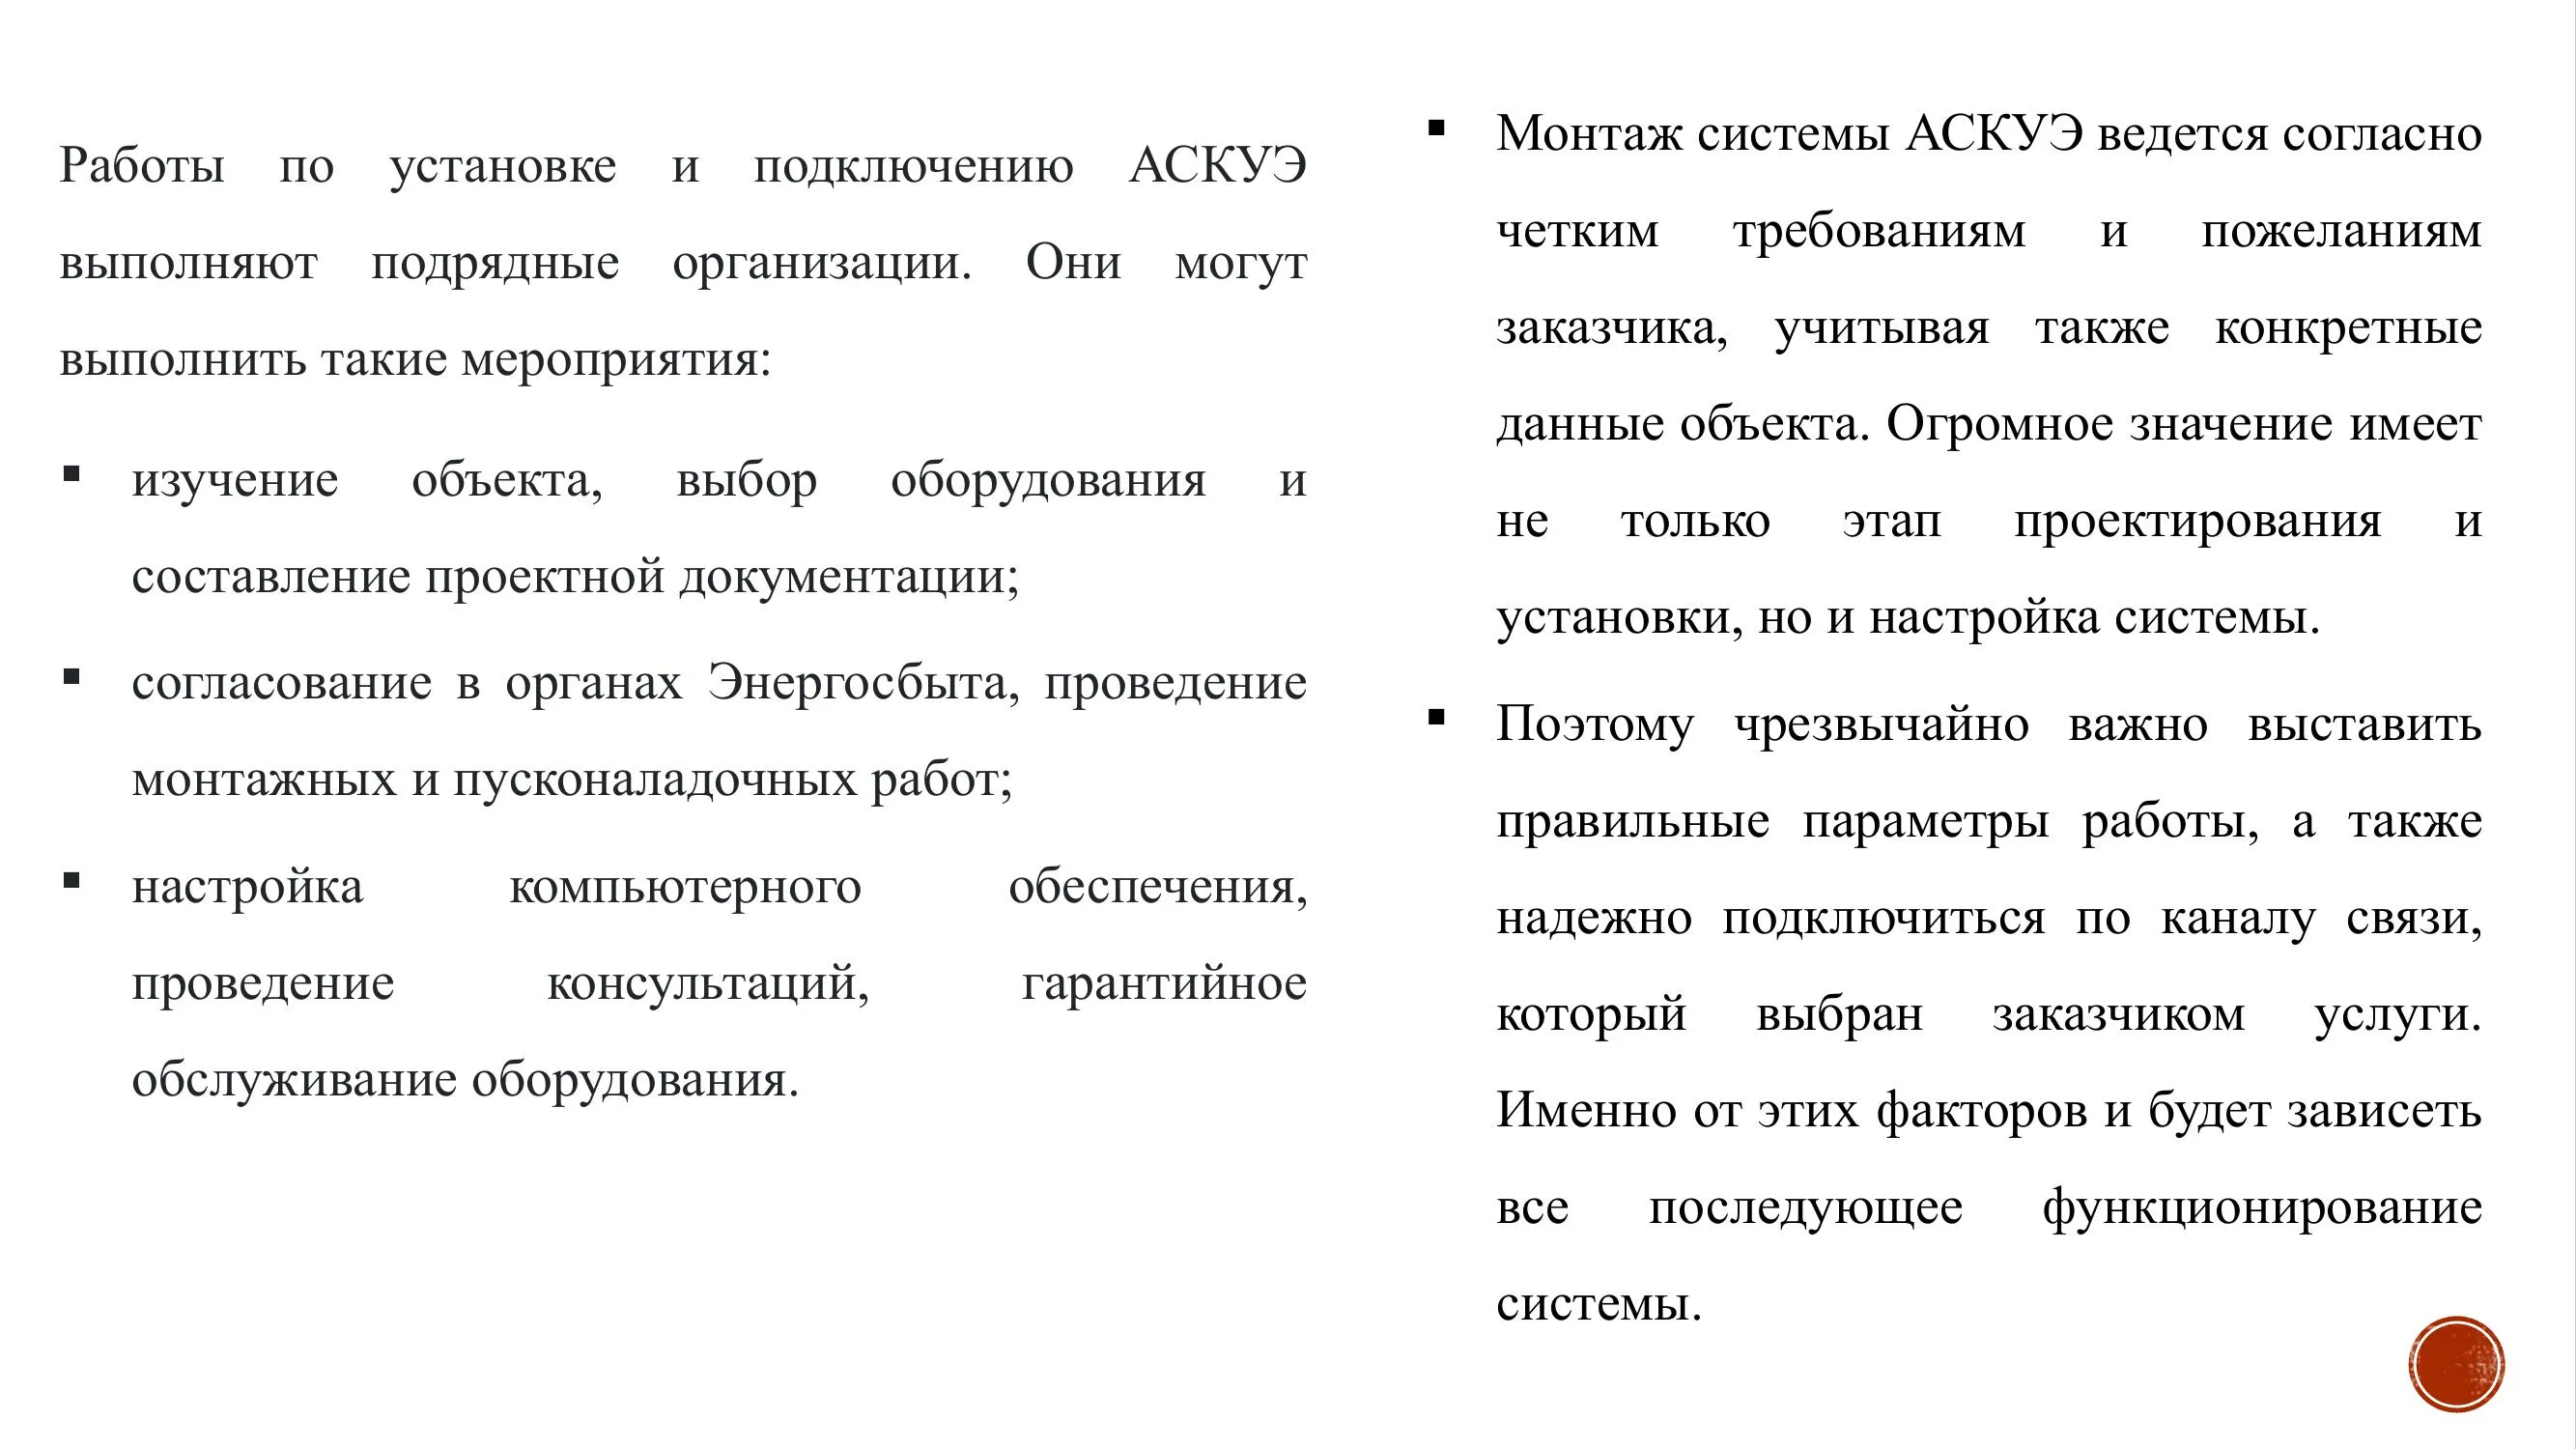 Работы по установке и подключению АСКУЭ
выполняют подрядные организации. Они могут
выполнить такие мероприятия:
▪ изучение объекта, выбор оборудования и
составление проектной документации;
▪ согласование в органах Энергосбыта, проведение
монтажных и пусконаладочных работ;
▪ настройка компьютерного обеспечения,
проведение консультаций, гарантийное
обслуживание оборудования.
▪ Монтаж системы АСКУЭ ведется согласно
четким требованиям и пожеланиям
заказчика, учитывая также конкретные
данные объекта. Огромное значение имеет
не только этап проектирования и
установки, но и настройка системы.
▪ Поэтому чрезвычайно важно выставить
правильные параметры работы, а также
надежно подключиться по каналу связи,
который выбран заказчиком услуги.
Именно от этих факторов и будет зависеть
все последующее функционирование
системы.